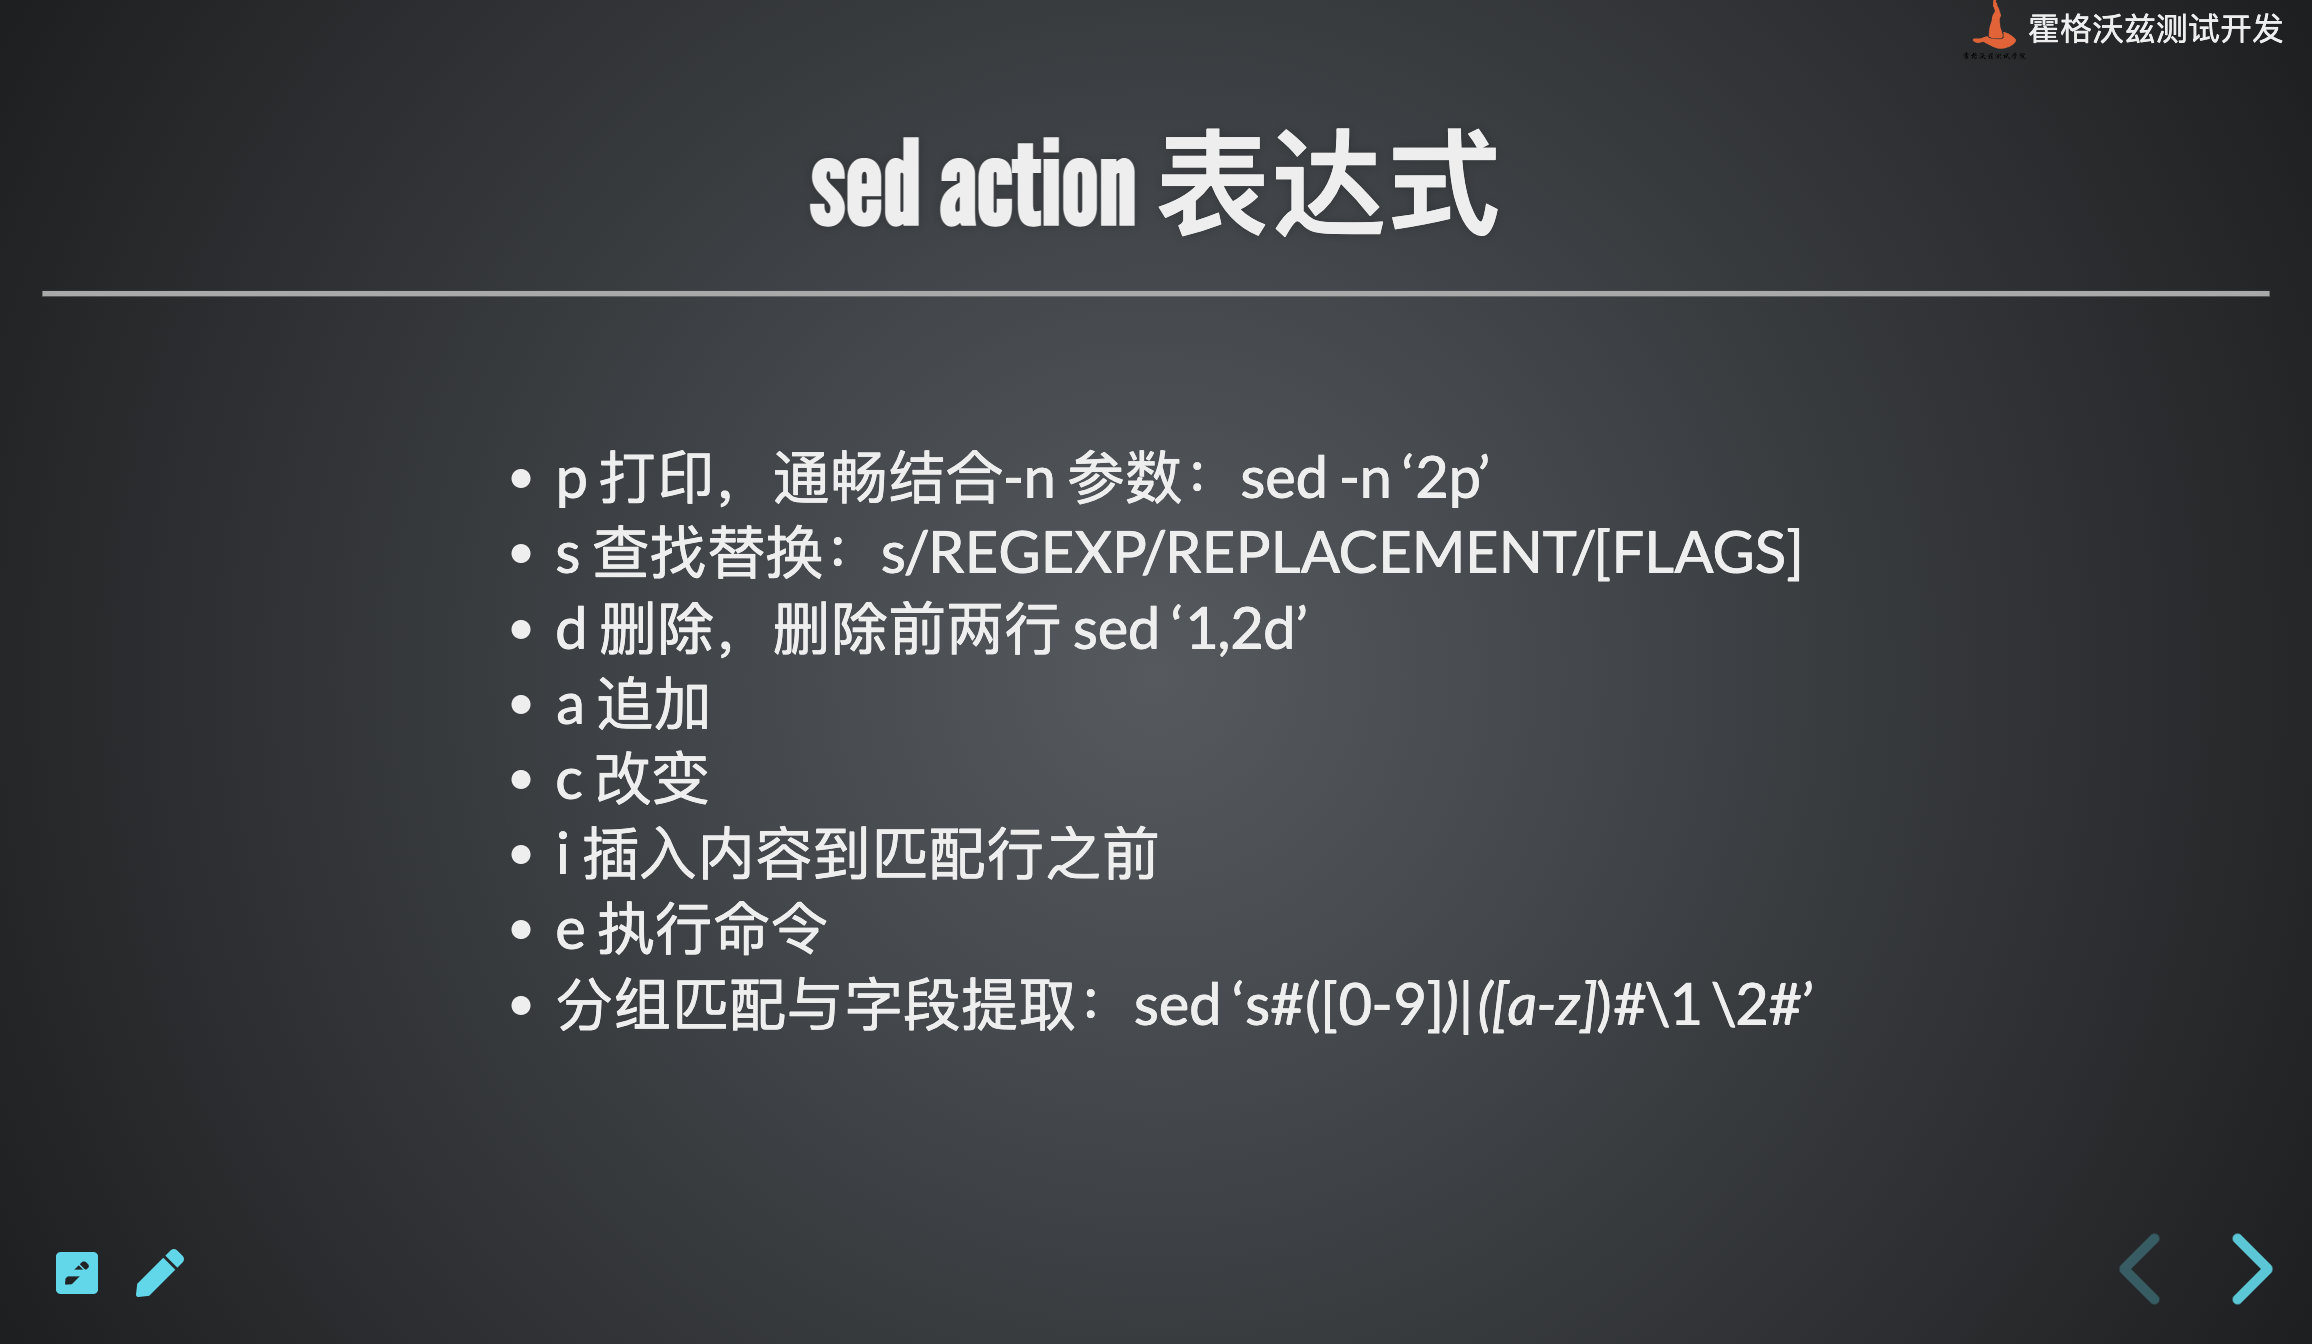 霍格沃兹测试开发
sed action 表达式
p 打印，通畅结合-n 参数：sed -n ‘2p’
s 查找替换：s/REGEXP/REPLACEMENT/[FLAGS]
d 删除，删除前两行 sed ‘1,2d’
a 追加
c 改变
i 插入内容到匹配行之前
e 执行命令
分组匹配与字段提取：sed ‘s#([0-9])|([a-z])#\1 \2#’